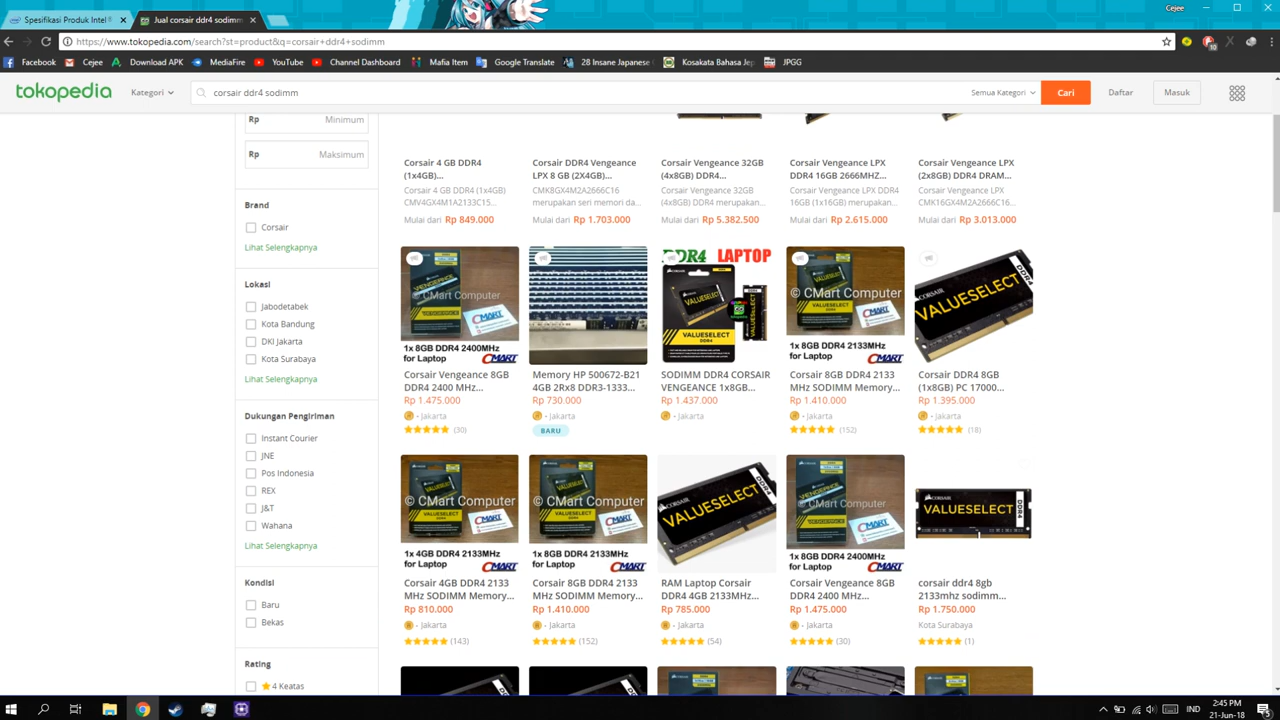 Spesifikasi Produk Intel
Jual corsair ddr4 sodimm
Cejee
https://www.tokopedia.com/search?st=product&q=corsair+ddr4+sodimm
Facebook
Cejee
Download APK
MediaFire
YouTube
Channel Dashboard
Mafia Item
Google Translate
28 Insane Japanese
Kosakata Bahasa Jep
JPGG
tokopedia
Kategori
corsair ddr4 sodimm
Semua Kategori
Cari
Daftar
Masuk
Rp Minimum
Rp Maksimum
Brand
Corsair
Lihat Selengkapnya
Lokasi
Jabodetabek
Kota Bandung
DKI Jakarta
Kota Surabaya
Lihat Selengkapnya
Dukungan Pengiriman
Instant Courier
JNE
Pos Indonesia
REX
J&T
Wahana
Lihat Selengkapnya
Kondisi
Baru
Bekas
Rating
4 Keatas
Corsair 4 GB DDR4
(1x4GB)...
Corsair 4 GB DDR4 (1x4GB)
CMV4GX4M1A2133C15...
Mulai dari Rp 849.000
Corsair DDR4 Vengeance
LPX 8 GB (2X4GB)...
CMK8GX4M2A2666C16
merupakan seri memori da...
Mulai dari Rp 1.703.000
Corsair Vengeance 32GB
(4x8GB) DDR4...
Corsair Vengeance 32GB
(4x8GB) DDR4 merupakan...
Mulai dari Rp 5.382.500
Corsair Vengeance LPX
DDR4 16GB 2666MHZ...
Corsair Vengeance LPX DDR4
16GB (1x16GB) merupakan...
Mulai dari Rp 2.615.000
Corsair Vengeance LPX
(2x8GB) DDR4 DRAM...
Corsair Vengeance LPX
CMK16GX4M2A2666C16...
Mulai dari Rp 3.013.000
VENGEANCE
© CMart Computer
1x 8GB DDR4 2400MHz
for Laptop
CMART
Corsair Vengeance 8GB
DDR4 2400 MHz...
Rp 1.475.000
- Jakarta
(30)
Memory HP 500672-B21
4GB 2Rx8 DDR3-1333...
Rp 730.000
- Jakarta
BARU
DDR4 LAPTOP
VALUESELECT
VALUESELECT
SODIMM DDR4 CORSAIR
VENGEANCE 1x8GB...
Rp 1.437.000
- Jakarta
© CMart Computer
1x 8GB DDR4 2133MHz
for Laptop
CMART
Corsair 8GB DDR4 2133
MHz SODIMM Memory...
Rp 1.410.000
- Jakarta
(152)
CORSAIR
VALUESELECT
DDR4
Corsair DDR4 8GB
(1x8GB) PC 17000...
Rp 1.395.000
- Jakarta
(18)
© CMart Computer
1x 4GB DDR4 2133MHz
for Laptop
CMART
Corsair 4GB DDR4 2133
MHz SODIMM Memory...
Rp 810.000
- Jakarta
(143)
© CMart Computer
1x 8GB DDR4 2133MHz
for Laptop
CMART
Corsair 8GB DDR4 2133
MHz SODIMM Memory...
Rp 1.410.000
- Jakarta
(152)
CORSAIR
VALUESELECT
DDR4
RAM Laptop Corsair
DDR4 4GB 2133MHz...
Rp 785.000
- Jakarta
(54)
VENGEANCE
© CMart Computer
1x 8GB DDR4 2400MHz
for Laptop
CMART
Corsair Vengeance 8GB
DDR4 2400 MHz...
Rp 1.475.000
- Jakarta
(30)
CORSAIR
VALUESELECT
DDR4
corsair ddr4 8gb
2133mhz sodimm...
Rp 1.750.000
Kota Surabaya
(1)
IND
2:45 PM
21-Jun-18